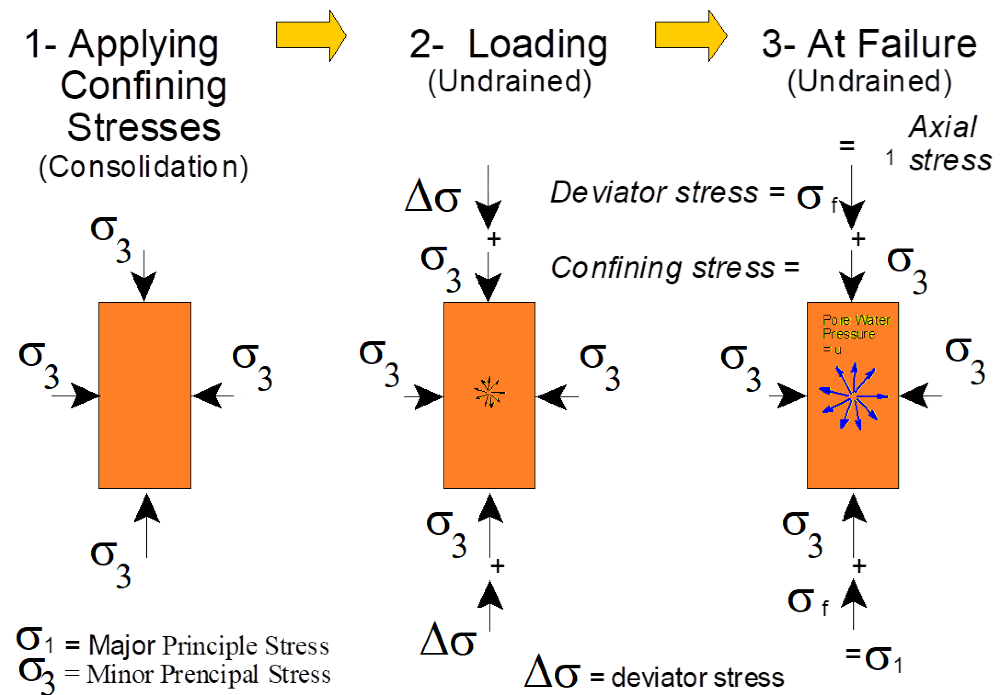 1- Applying
Confining
Stresses
(Consolidation)
2- Loading
(Undrained)
3- At Failure
(Undrained)
= 1 Axial
stress
Δσ
Deviator stress = σ f
+
+
σ3
σ3
Confining stress =
σ3
Pore Water
Pressure
= u
σ3
σ3
σ3
σ3
σ3
σ3
σ3
σ3
σ3
+
+
Δσ
σ f
=σ1
σ1 = Major Principle Stress
σ3 = Minor Prencipal Stress
Δσ = deviator stress